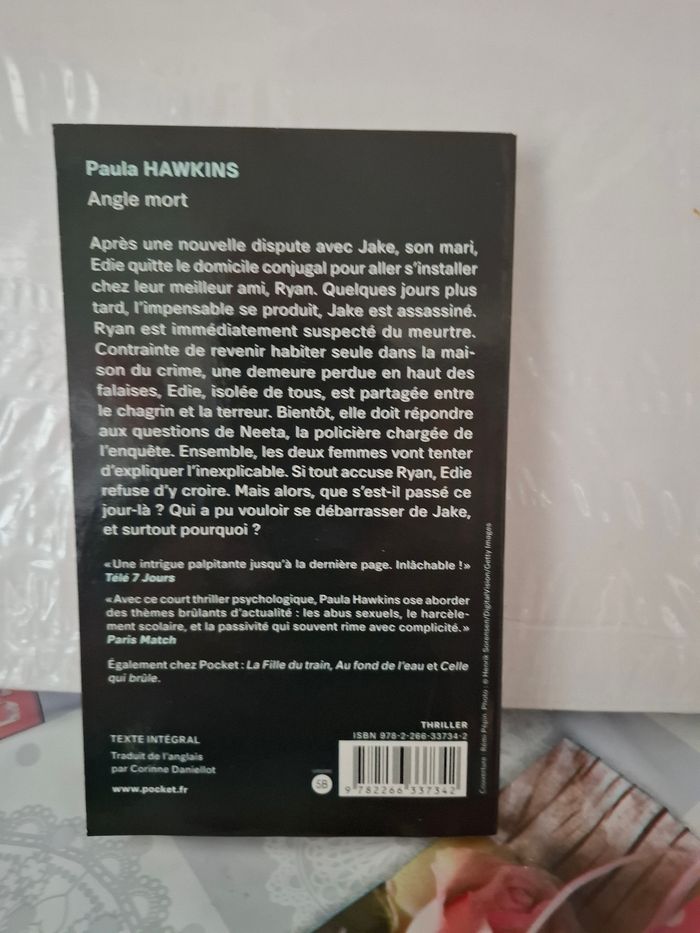 Paula HAWKINS
Angle mort
Après une nouvelle dispute avec Jake, son mari,
Edie quitte le domicile conjugal pour aller s'installer
chez leur meilleur ami, Ryan. Quelques jours plus
tard, l'impensable se produit, Jake est assassiné.
Ryan est immédiatement suspecté du meurtre.
Contrainte de revenir habiter seule dans la mai-
son du crime, une demeure perdue en haut des
falaises, Edie, isolée de tous, est partagée entre
le chagrin et la terreur. Bientôt, elle doit répondre
aux questions de Neeta, la policière chargée de
l'enquête. Ensemble, les deux femmes vont tenter
d'expliquer l'inexplicable. Si tout accuse Ryan, Edie
refuse d'y croire. Mais alors, que s'est-il passé ce
jour-là ? Qui a pu vouloir se débarrasser de Jake,
et surtout pourquoi ?
« Une intrigue palpitante jusqu'à la dernière page. Inlâchable ! »
Télé 7 Jours
« Avec ce court thriller psychologique, Paula Hawkins ose aborder
des thèmes brûlants d'actualité : les abus sexuels, le harcèle-
ment scolaire, et la passivité qui souvent rime avec complicité. »
Paris Match
Également chez Pocket : La Fille du train, Au fond de l'eau et Celle
qui brûle.
THRILLER
ISBN 978-2-266-33734-2
TEXTE INTÉGRAL
Traduit de l'anglais
par Corinne Daniellot
www.pocket.fr
5B
9 782266 337342
Couverture : Rémi Pépin. Photo : © Henrik Sorensen/DigitalVision/Getty Images